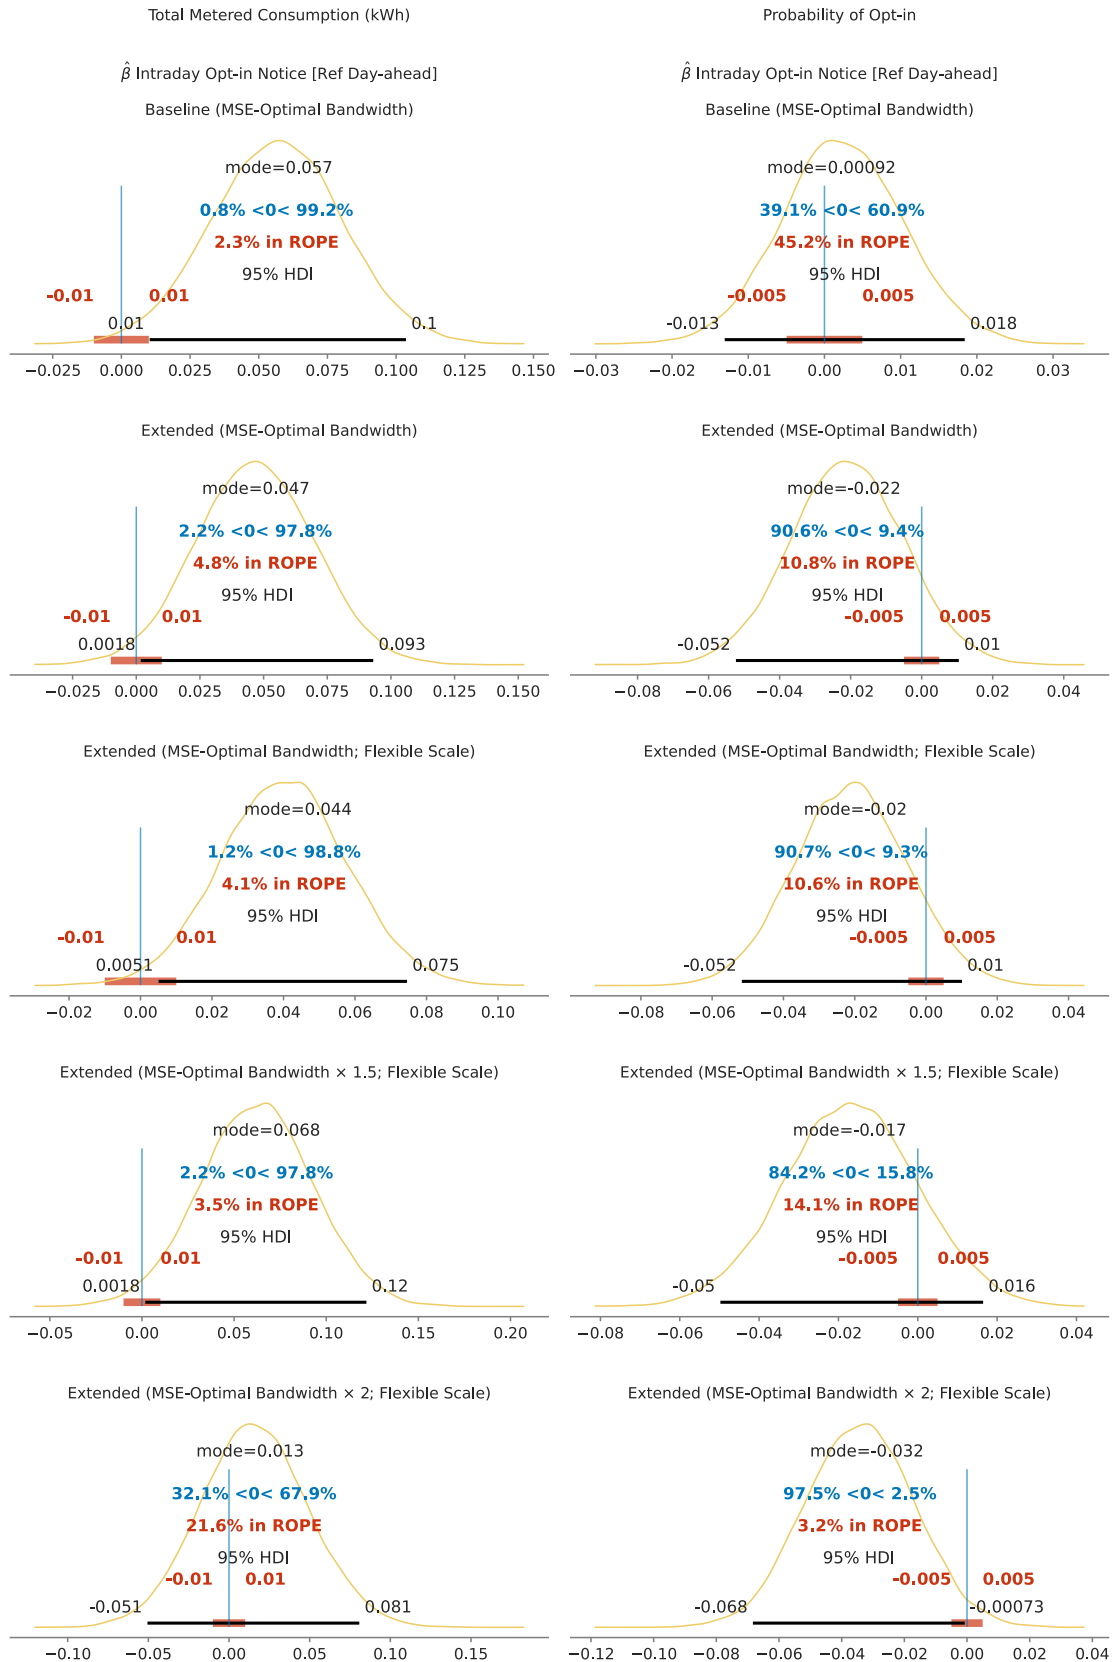 Total Metered Consumption (kWh)
Probability of Opt-in
β̂ Intraday Opt-in Notice [Ref Day-ahead]
β̂ Intraday Opt-in Notice [Ref Day-ahead]
Baseline (MSE-Optimal Bandwidth)
mode=0.057
0.8% <0< 99.2%
2.3% in ROPE
95% HDI
-0.01 0.01
0.01 0.1
−0.025 0.000 0.025 0.050 0.075 0.100 0.125 0.150
Baseline (MSE-Optimal Bandwidth)
mode=0.00092
39.1% <0< 60.9%
45.2% in ROPE
95% HDI
-0.005 0.005
-0.013 0.018
−0.03 −0.02 −0.01 0.00 0.01 0.02 0.03
Extended (MSE-Optimal Bandwidth)
mode=0.047
2.2% <0< 97.8%
4.8% in ROPE
95% HDI
-0.01 0.01
0.0018 0.093
−0.025 0.000 0.025 0.050 0.075 0.100 0.125 0.150
Extended (MSE-Optimal Bandwidth)
mode=-0.022
90.6% <0< 9.4%
10.8% in ROPE
95% HDI
-0.005 0.005
-0.052 0.01
−0.08 −0.06 −0.04 −0.02 0.00 0.02 0.04
Extended (MSE-Optimal Bandwidth; Flexible Scale)
mode=0.044
1.2% <0< 98.8%
4.1% in ROPE
95% HDI
-0.01 0.01
0.0051 0.075
−0.02 0.00 0.02 0.04 0.06 0.08 0.10
Extended (MSE-Optimal Bandwidth; Flexible Scale)
mode=-0.02
90.7% <0< 9.3%
10.6% in ROPE
95% HDI
-0.005 0.005
-0.052 0.01
−0.08 −0.06 −0.04 −0.02 0.00 0.02 0.04
Extended (MSE-Optimal Bandwidth × 1.5; Flexible Scale)
mode=0.068
2.2% <0< 97.8%
3.5% in ROPE
95% HDI
-0.01 0.01
0.0018 0.12
−0.05 0.00 0.05 0.10 0.15 0.20
Extended (MSE-Optimal Bandwidth × 1.5; Flexible Scale)
mode=-0.017
84.2% <0< 15.8%
14.1% in ROPE
95% HDI
-0.005 0.005
-0.05 0.016
−0.08 −0.06 −0.04 −0.02 0.00 0.02 0.04
Extended (MSE-Optimal Bandwidth × 2; Flexible Scale)
mode=0.013
32.1% <0< 67.9%
21.6% in ROPE
95% HDI
-0.01 0.01
-0.051 0.081
−0.10 −0.05 0.00 0.05 0.10 0.15
Extended (MSE-Optimal Bandwidth × 2; Flexible Scale)
mode=-0.032
97.5% <0< 2.5%
3.2% in ROPE
95% HDI
-0.005 0.005
-0.068 -0.00073
−0.12 −0.10 −0.08 −0.06 −0.04 −0.02 0.00 0.02 0.04